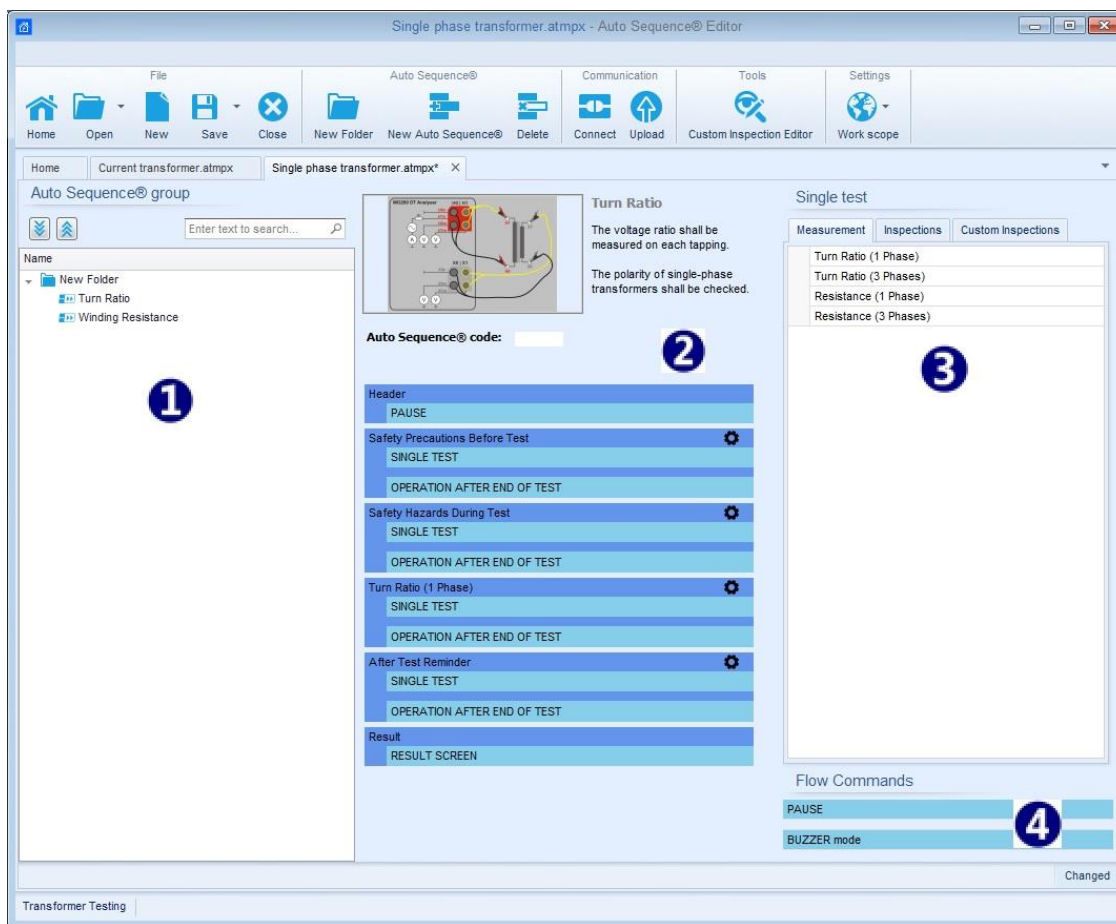 Single phase transformer.atmpx - Auto Sequence® Editor
File
Auto Sequence®
Communication
Tools
Settings
Home
Open
New
Save
Close
New Folder
New Auto Sequence®
Delete
Connect
Upload
Custom Inspection Editor
Work scope
Home
Current transformer.atmpx
Single phase transformer.atmpx*
Auto Sequence® group
Enter text to search...
Name
New Folder
Turn Ratio
Winding Resistance
1
Turn Ratio
The voltage ratio shall be
measured on each tapping.
The polarity of single-phase
transformers shall be checked.
Auto Sequence® code:
2
Header
PAUSE
Safety Precautions Before Test
SINGLE TEST
OPERATION AFTER END OF TEST
Safety Hazards During Test
SINGLE TEST
OPERATION AFTER END OF TEST
Turn Ratio (1 Phase)
SINGLE TEST
OPERATION AFTER END OF TEST
After Test Reminder
SINGLE TEST
OPERATION AFTER END OF TEST
Result
RESULT SCREEN
Single test
Measurement
Inspections
Custom Inspections
Turn Ratio (1 Phase)
Turn Ratio (3 Phases)
Resistance (1 Phase)
Resistance (3 Phases)
3
Flow Commands
PAUSE
BUZZER mode
4
Changed
Transformer Testing